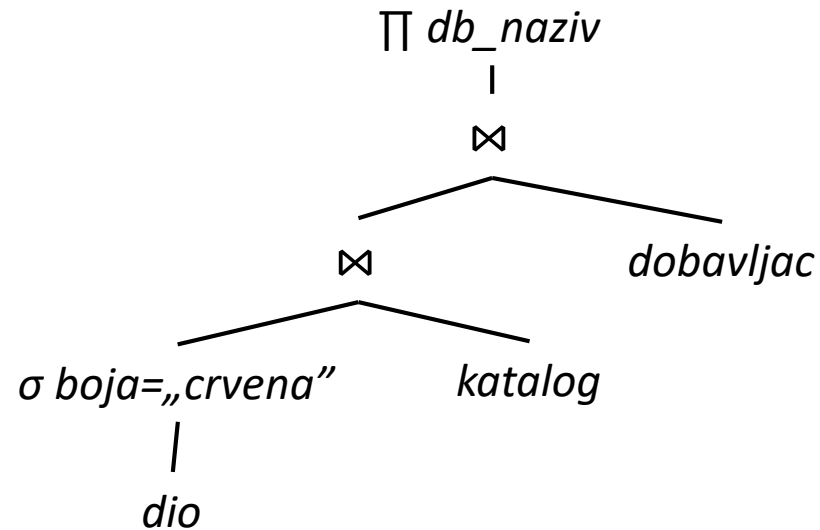 ∏ db_naziv
⋈
⋈
dobavljac
σ boja=„crvena”
katalog
dio